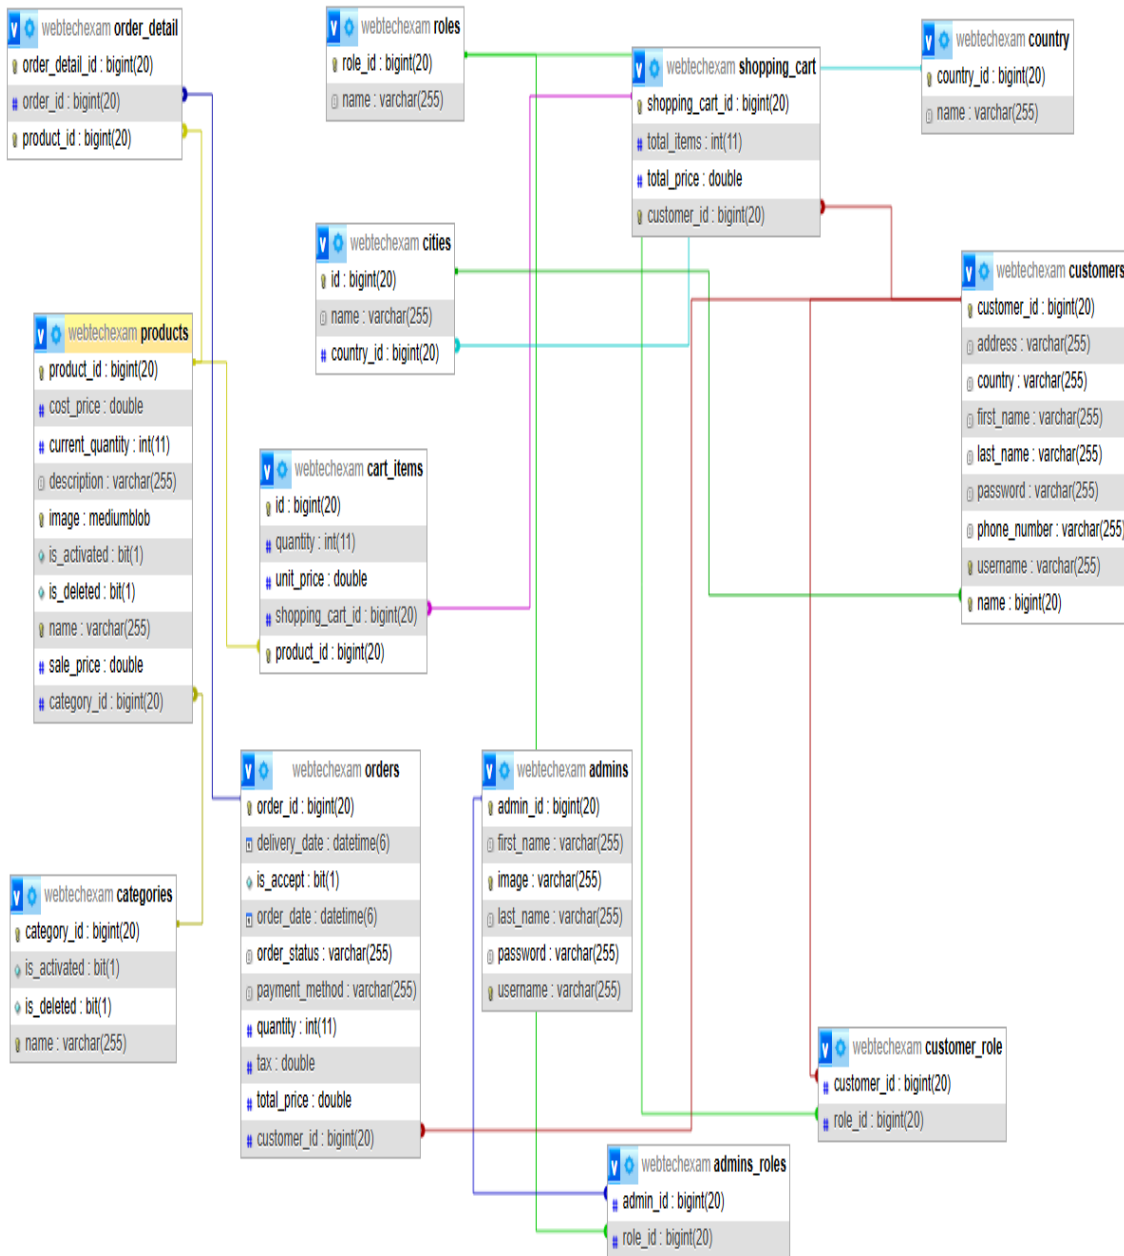 webtechexam order_detail
order_detail_id : bigint(20)
order_id : bigint(20)
product_id : bigint(20)
webtechexam roles
role_id : bigint(20)
name : varchar(255)
webtechexam shopping_cart
shopping_cart_id : bigint(20)
total_items : int(11)
total_price : double
customer_id : bigint(20)
webtechexam country
country_id : bigint(20)
name : varchar(255)
webtechexam cities
id : bigint(20)
name : varchar(255)
country_id : bigint(20)
webtechexam customers
customer_id : bigint(20)
address : varchar(255)
country : varchar(255)
first_name : varchar(255)
last_name : varchar(255)
password : varchar(255)
phone_number : varchar(255)
username : varchar(255)
name : bigint(20)
webtechexam products
product_id : bigint(20)
cost_price : double
current_quantity : int(11)
description : varchar(255)
image : mediumblob
is_activated : bit(1)
is_deleted : bit(1)
name : varchar(255)
sale_price : double
category_id : bigint(20)
webtechexam cart_items
id : bigint(20)
quantity : int(11)
unit_price : double
shopping_cart_id : bigint(20)
product_id : bigint(20)
webtechexam orders
order_id : bigint(20)
delivery_date : datetime(6)
is_accept : bit(1)
order_date : datetime(6)
order_status : varchar(255)
payment_method : varchar(255)
quantity : int(11)
tax : double
total_price : double
customer_id : bigint(20)
webtechexam admins
admin_id : bigint(20)
first_name : varchar(255)
image : varchar(255)
last_name : varchar(255)
password : varchar(255)
username : varchar(255)
webtechexam categories
category_id : bigint(20)
is_activated : bit(1)
is_deleted : bit(1)
name : varchar(255)
webtechexam customer_role
customer_id : bigint(20)
role_id : bigint(20)
webtechexam admins_roles
admin_id : bigint(20)
role_id : bigint(20)